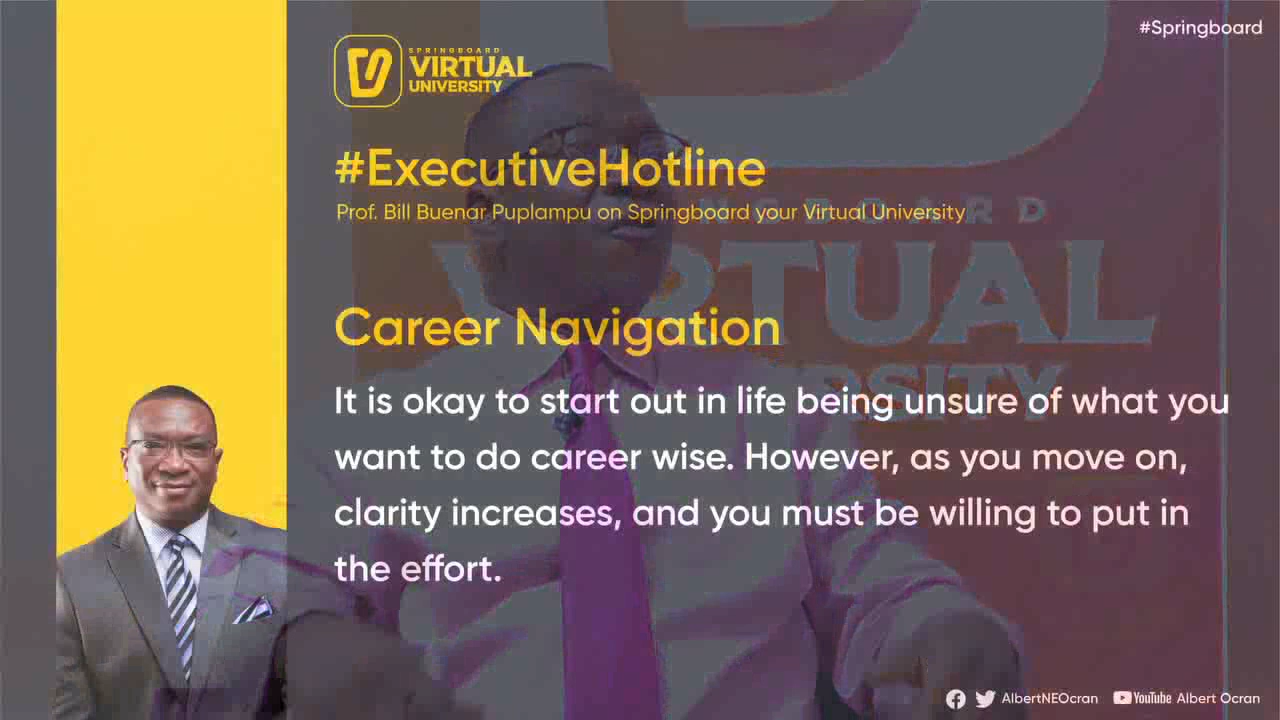 #Springboard
SPRINGBOARD
VIRTUAL
UNIVERSITY
#ExecutiveHotline
Prof. Bill Buenar Puplampu on Springboard your Virtual University
Career Navigation
It is okay to start out in life being unsure of what you
want to do career wise. However, as you move on,
clarity increases, and you must be willing to put in
the effort.
AlbertNEOcran
YouTube Albert Ocran